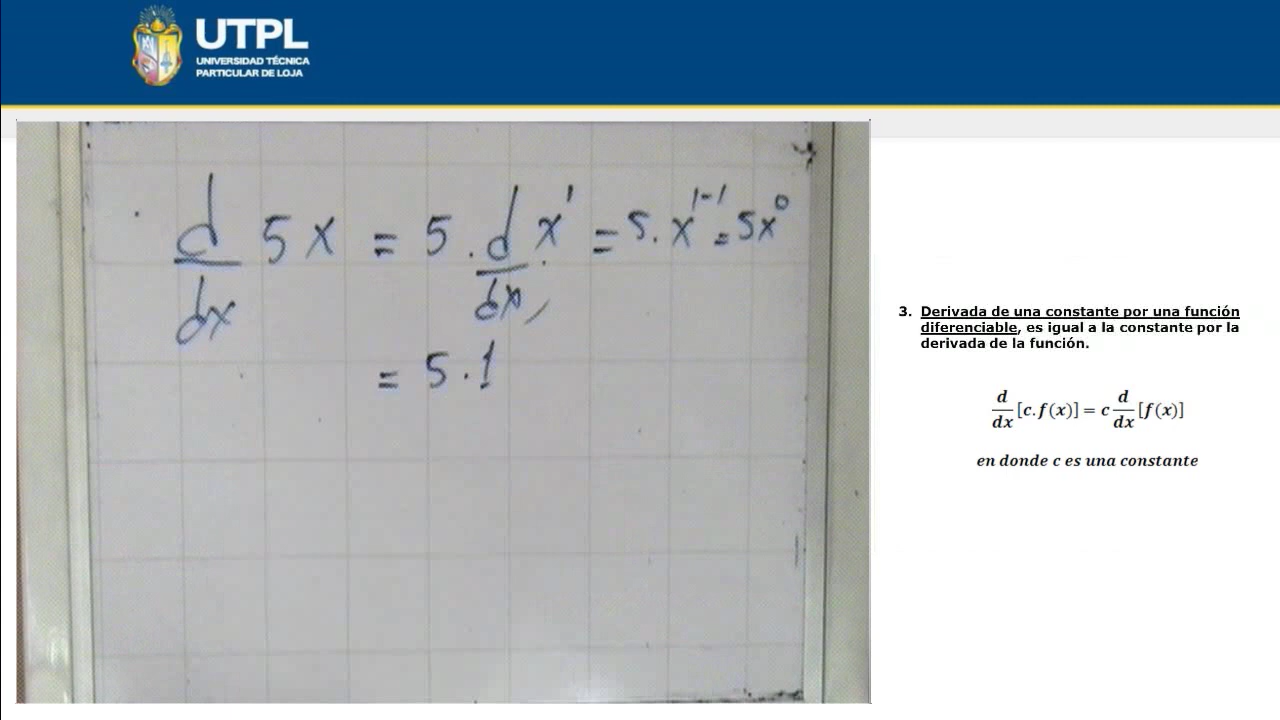 UTPL
UNIVERSIDAD TÉCNICA
PARTICULAR DE LOJA
d/dx 5x = 5 . d/dx x¹ = 5 . x¹⁻¹ = 5x⁰
= 5 . 1
3. Derivada de una constante por una función
diferenciable, es igual a la constante por la
derivada de la función.
d/dx [c.f(x)] = c d/dx [f(x)]
en donde c es una constante